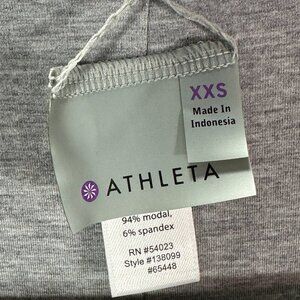 XXS
Made In
Indonesia
ATHLETA
94% modal,
6% spandex
RN #54023
Style #138099
#65448